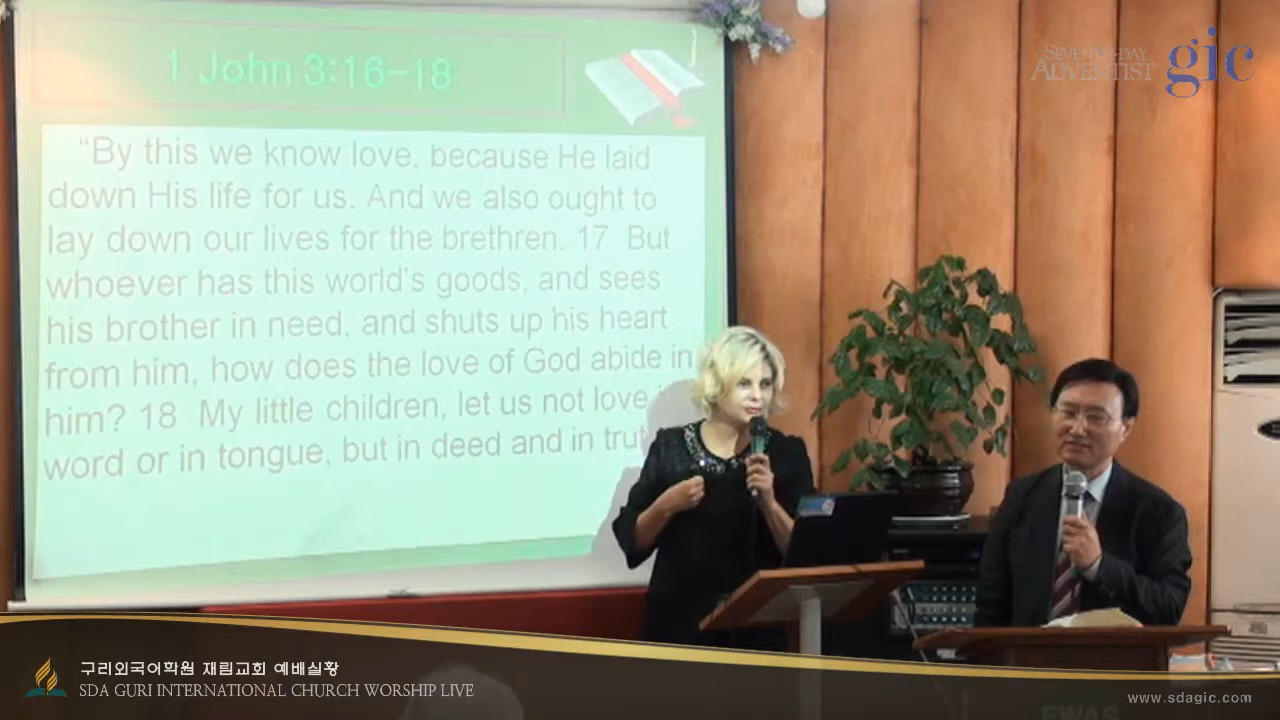 1 John 3:16-18
SEVENTH-DAY
ADVENTIST
gic
“By this we know love, because He laid
down His life for us. And we also ought to
lay down our lives for the brethren. 17 But
whoever has this world's goods, and sees
his brother in need, and shuts up his heart
from him, how does the love of God abide in
him? 18 My little children, let us not love
word or in tongue, but in deed and in
구리외국어학원 재림교회 예배실황
SDA GURI INTERNATIONAL CHURCH WORSHIP LIVE
www.sdagic.com